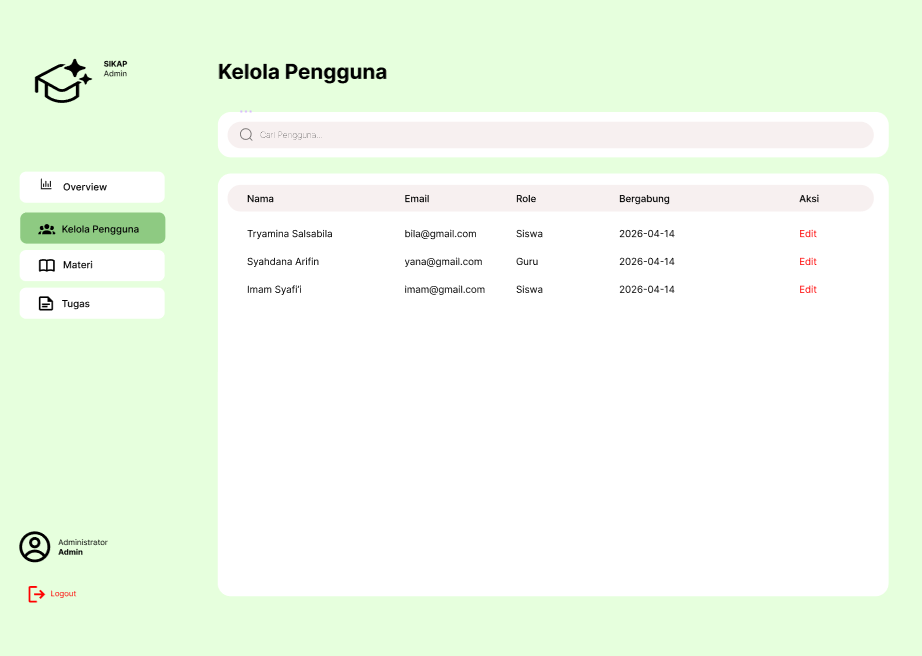 SIKAP
Admin
Kelola Pengguna
Cari Pengguna...
Overview
Kelola Pengguna
Materi
Tugas
Nama Email Role Bergabung Aksi
Tryamina Salsabila bila@gmail.com Siswa 2026-04-14 Edit
Syahdana Arifin yana@gmail.com Guru 2026-04-14 Edit
Imam Syafi'i imam@gmail.com Siswa 2026-04-14 Edit
Administrator
Admin
Logout